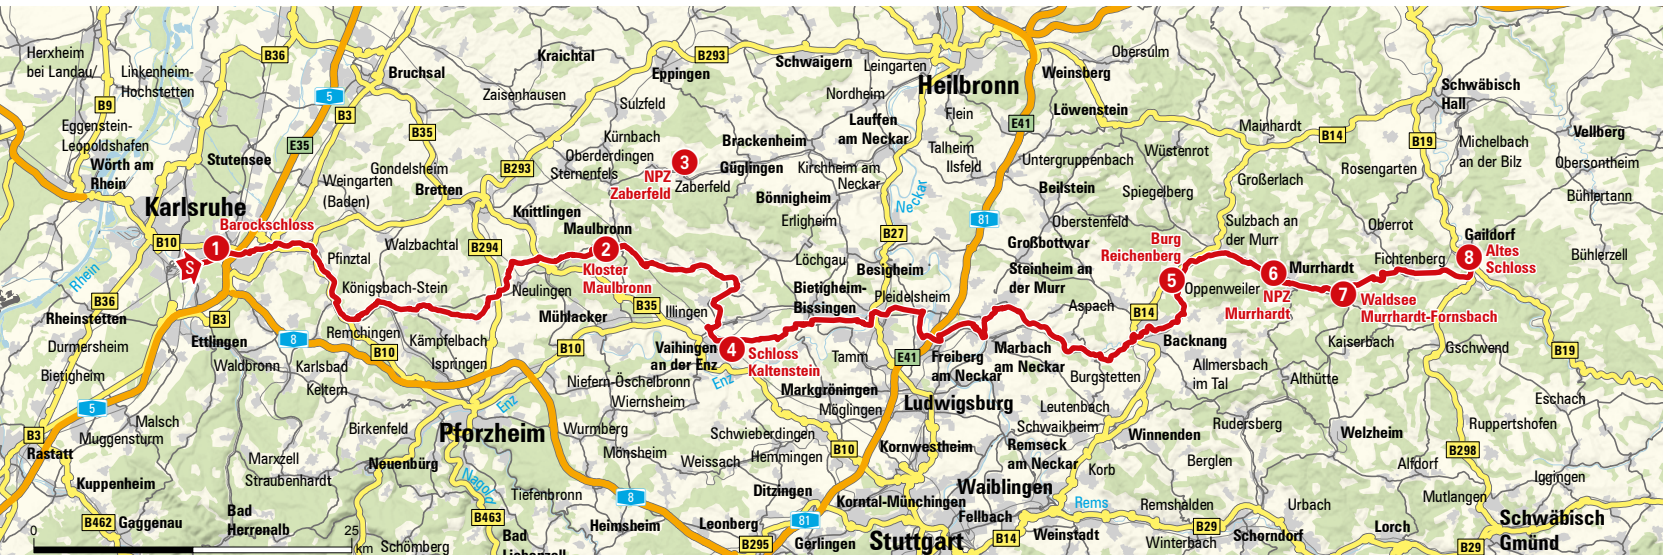 Herxheim
bei Landau/
B9
Linkenheim-
Hochstetten
B36
5
B3
Bruchsal
Kraichtal
Zaisenhausen
Eppingen
B293
Schwaigern
Leingarten
Heilbronn
Weinsberg
Obersulm
Schwäbisch
Hall
Eggenstein-
Leopoldshafen
Wörth am
Rhein
Stutensee
E35
B35
Gondelsheim
Weingarten
(Baden)
Bretten
B293
Sulzfeld
Kürnbach
Oberderdingen
Sternenfels
3
NPZ
Zaberfeld
Zaberfeld
Brackenheim
Güglingen
Nordheim
Lauffen
am Neckar
Flein
Talheim
Ilsfeld
E41
Löwenstein
Untergruppenbach
Wüstenrot
Mainhardt
B14
B19
Michelbach
an der Bilz
Vellberg
Obersontheim
Rosengarten
Bühlertann
Karlsruhe
Barockschloss
1
S
B10
Rhein
B36
Rheinstetten
Durmersheim
Bietigheim
Walzbachtal
Pfinztal
Königsbach-Stein
B294
Knittlingen
Maulbronn
2
Kloster
Maulbronn
Neulingen
B35
Mühlacker
Illingen
Bönnigheim
Kirchheim am
Neckar
Erligheim
Löchgau
Neckar
B27
Besigheim
Bietigheim-
Bissingen
Pleidelsheim
81
Beilstein
Oberstenfeld
Großbottwar
Steinheim an
der Murr
Aspach
Spiegelberg
Großerlach
Sulzbach an
der Murr
Burg
Reichenberg
5
Oppenweiler
B14
Backnang
6
NPZ
Murrhardt
Murrhardt
7
Waldsee
Murrhardt-Fornsbach
Oberrot
Fichtenberg
Gaildorf
8
Altes
Schloss
Bühlerzell
B3
Ettlingen
8
Remchingen
B10
Kämpfelbach
Ispringen
Waldbronn
Karlsbad
Keltern
B10
Vaihingen
an der Enz
4
Schloss
Kaltenstein
Enz
Tamm
E41
Freiberg
am Neckar
Marbach
am Neckar
Burgstetten
Allmersbach
im Tal
Althütte
Kaiserbach
Gschwend
B19
5
Malsch
Muggensturm
B3
Rastatt
Kuppenheim
B462
Gaggenau
Bad
Herrenalb
Marxzell
Straubenhardt
Birkenfeld
Neuenbürg
Pforzheim
Enz
Nagold
Niefern-Öschelbronn
Wiernsheim
Wurmberg
Mönsheim
Tiefenbronn
B463
Bad
Liebenzell
Schömberg
8
Heimsheim
Weissach
Schwieberdingen
Hemmingen
Markgröningen
Möglingen
B10
Ditzingen
Leonberg
B295
81
Gerlingen
Korntal-Münchingen
Stuttgart
Ludwigsburg
Kornwestheim
Remseck
am Neckar
Waiblingen
Fellbach
B14
Leutenbach
Schwaikheim
Winnenden
Korb
Berglen
Rudersberg
Welzheim
Rems
Remshalden
Weinstadt
Winterbach
B29
Schorndorf
Urbach
Alfdorf
B298
Mutlangen
Lorch
B29
Schwäbisch
Gmünd
Eschach
Ruppertshofen
Iggingen
0
25
km